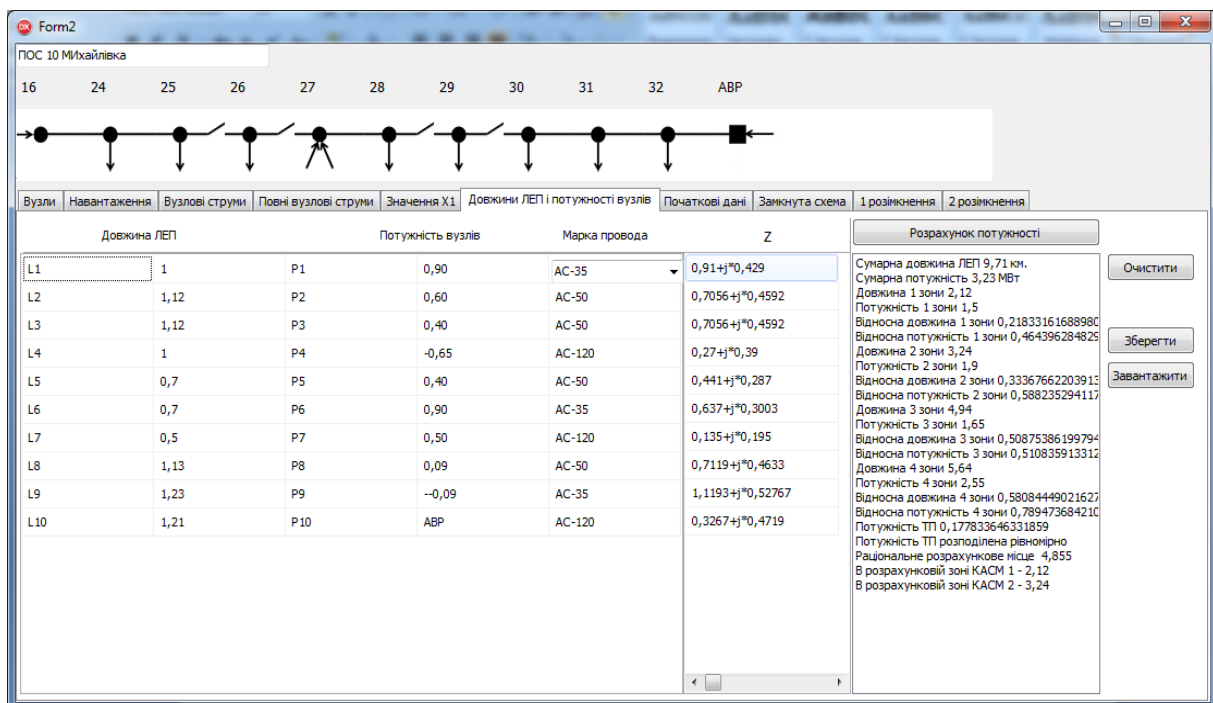 Form2
ПОС 10 МИхайлівка
16 24 25 26 27 28 29 30 31 32 АВР
Вузли Навантаження Вузлові струми Повні вузлові струми Значення X1 Довжини ЛЕП і потужності вузлів Початкові дані Замкнута схема 1 розімкнення 2 розімкнення
Довжина ЛЕП Потужність вузлів Марка провода Z
L1 1 P1 0,90 АС-35 0,91+j*0,429
L2 1,12 P2 0,60 АС-50 0,7056+j*0,4592
L3 1,12 P3 0,40 АС-50 0,7056+j*0,4592
L4 1 P4 -0,65 АС-120 0,27+j*0,39
L5 0,7 P5 0,40 АС-50 0,441+j*0,287
L6 0,7 P6 0,90 АС-35 0,637+j*0,3003
L7 0,5 P7 0,50 АС-120 0,135+j*0,195
L8 1,13 P8 0,09 АС-50 0,7119+j*0,4633
L9 1,23 P9 --0,09 АС-35 1,1193+j*0,52767
L10 1,21 P10 АВР АС-120 0,3267+j*0,4719
Розрахунок потужності
Сумарна довжина ЛЕП 9,71 км.
Сумарна потужність 3,23 МВт
Довжина 1 зони 2,12
Потужність 1 зони 1,5
Відносна довжина 1 зони 0,2183316168898
Відносна потужність 1 зони 0,464396284829
Довжина 2 зони 3,24
Потужність 2 зони 1,9
Відносна довжина 2 зони 0,3336766220391
Відносна потужність 2 зони 0,588235294117
Довжина 3 зони 4,94
Потужність 3 зони 1,65
Відносна довжина 3 зони 0,5087538619979
Відносна потужність 3 зони 0,510835913312
Довжина 4 зони 5,64
Потужність 4 зони 2,55
Відносна довжина 4 зони 0,5808444902162
Відносна потужність 4 зони 0,789473684210
Потужність ТП 0,177833646331859
Потужність ТП розподілена рівномірно
Раціональне розрахункове місце 4,855
В розрахунковій зоні КАСМ 1 - 2,12
В розрахунковій зоні КАСМ 2 - 3,24
Очистити
Зберегти
Завантажити